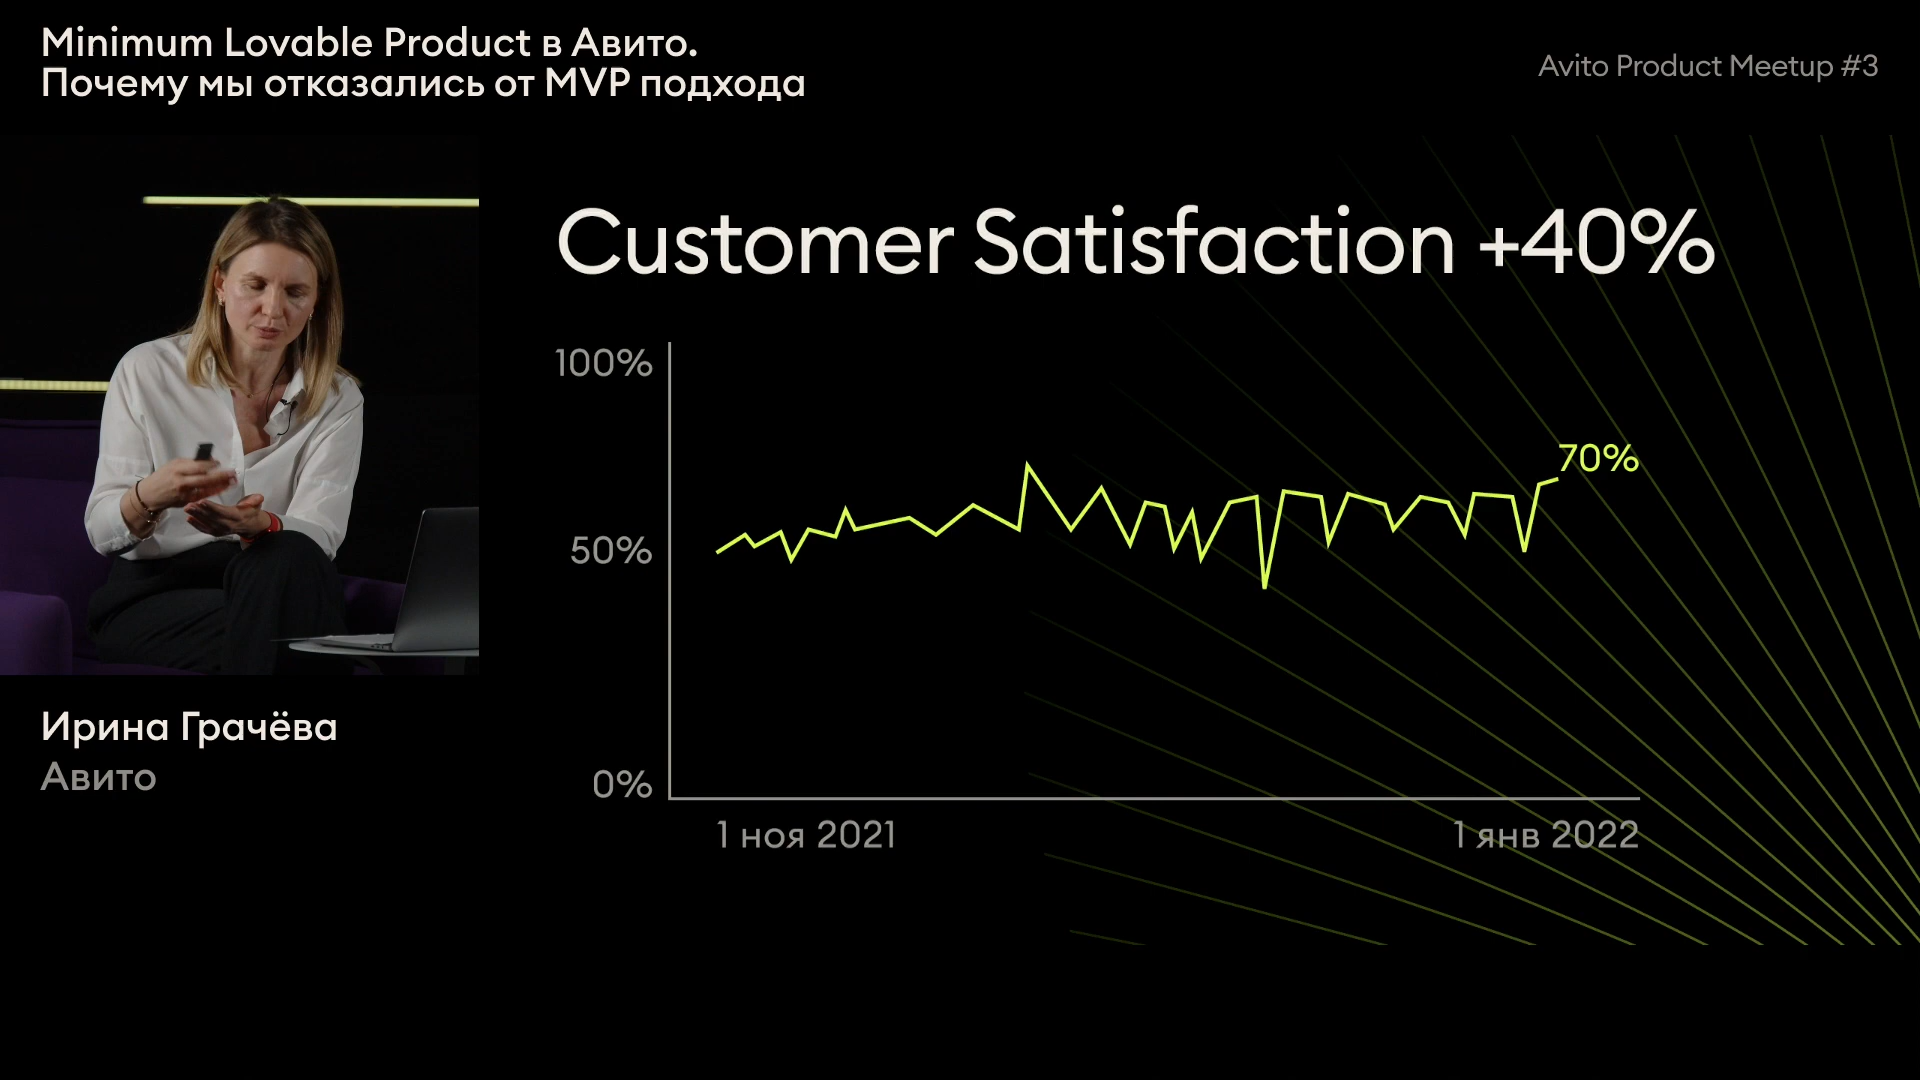 Minimum Lovable Product в Авито.
Почему мы отказались от MVP подхода
Avito Product Meetup #3
Customer Satisfaction +40%
100%
70%
50%
0%
1 ноя 2021
1 янв 2022
Ирина Грачёва
Авито